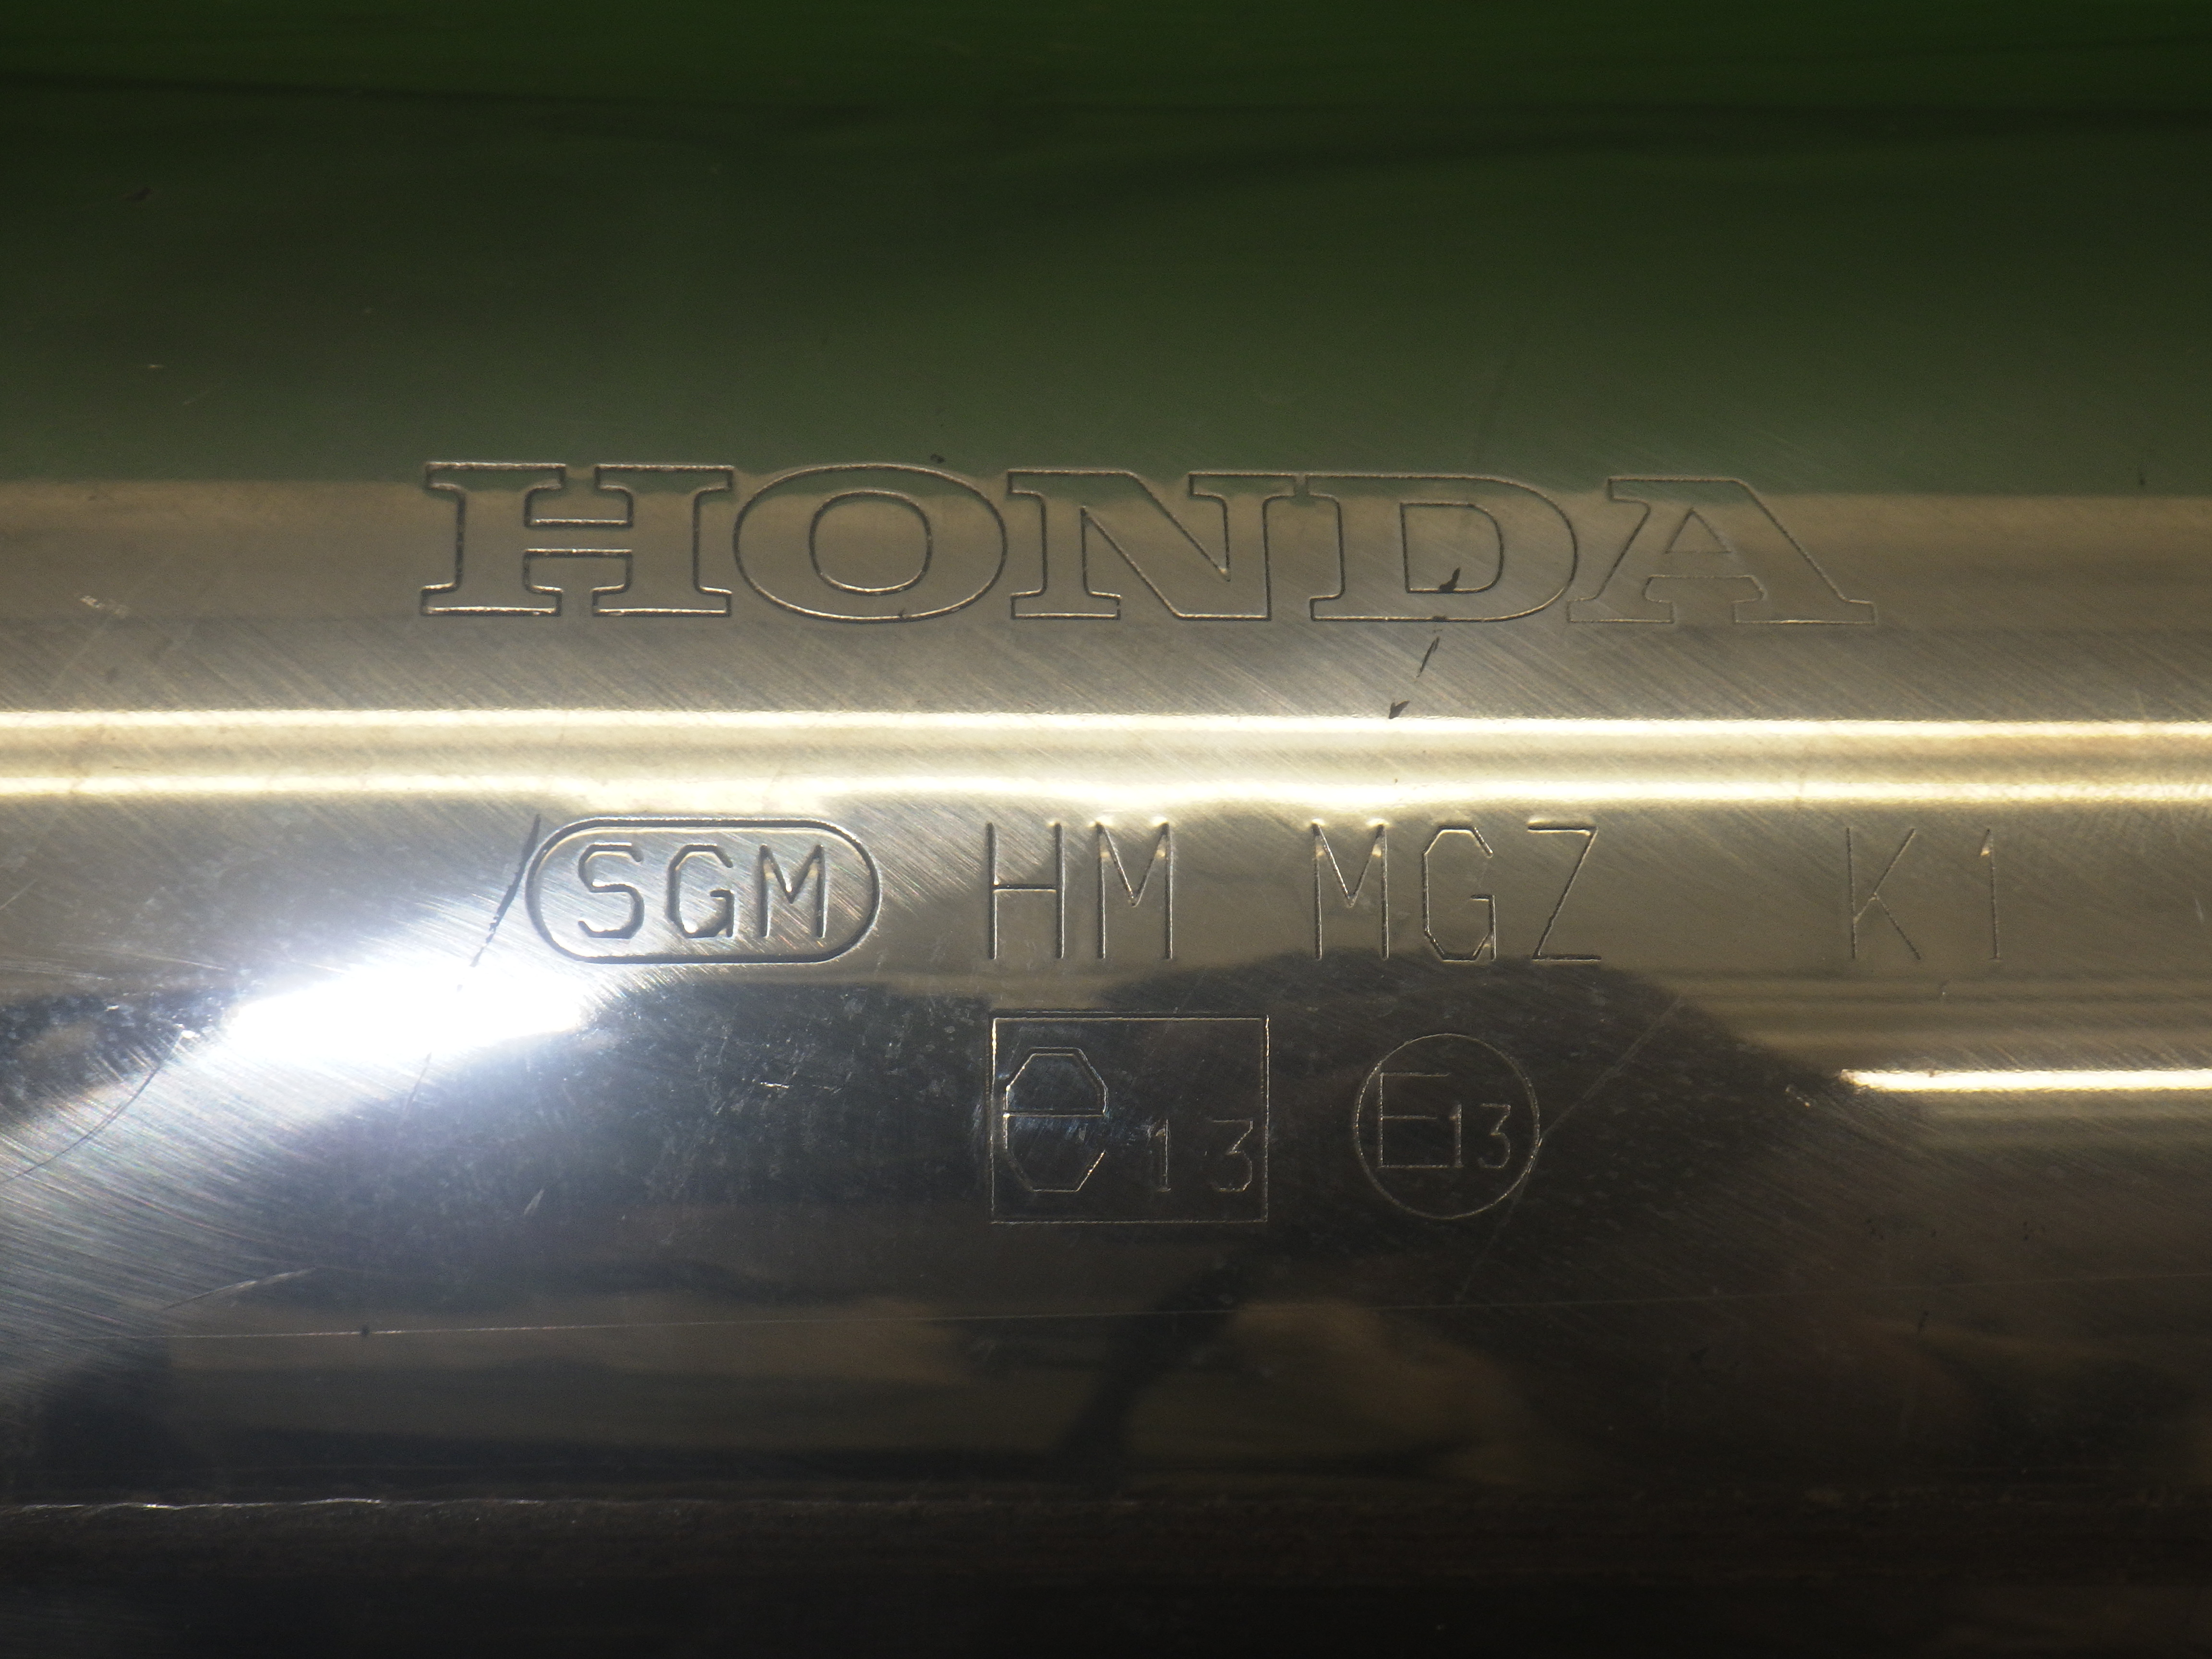 HONDA
SGM HM MGZ K1
e13 E13